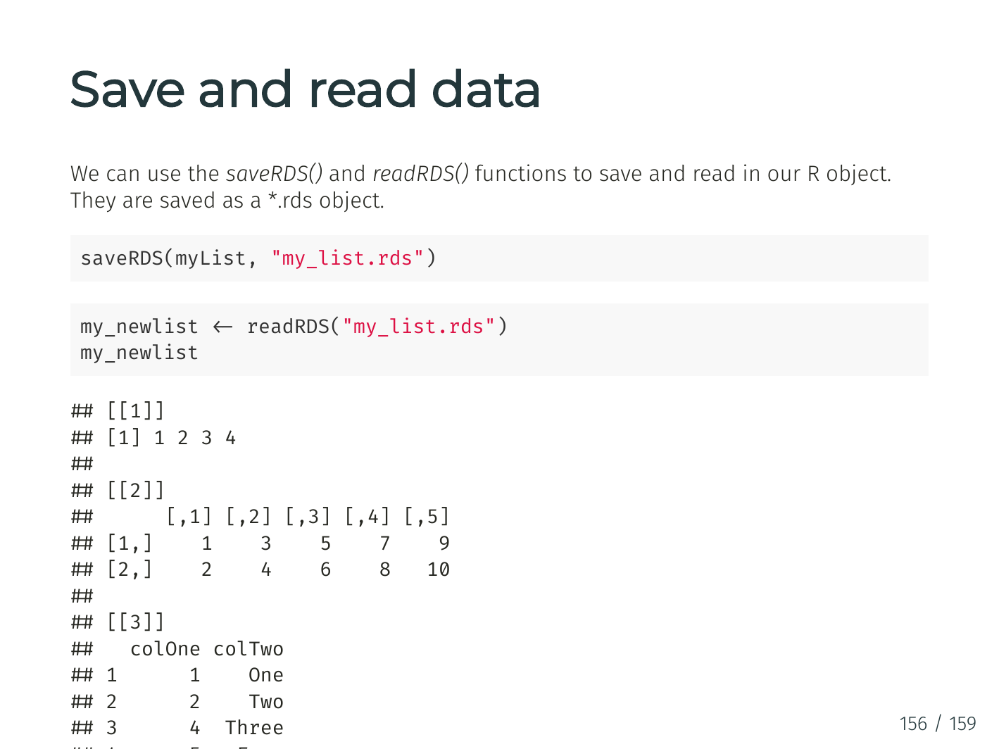 Save and read data
We can use the saveRDS() and readRDS() functions to save and read in our R object.
They are saved as a *.rds object.
saveRDS(myList, "my_list.rds")
my_newlist <- readRDS("my_list.rds")
my_newlist
## [[1]]
## [1] 1 2 3 4
##
## [[2]]
##      [,1] [,2] [,3] [,4] [,5]
## [1,]    1    3    5    7    9
## [2,]    2    4    6    8   10
##
## [[3]]
##   colOne colTwo
## 1      1    One
## 2      2    Two
## 3      4  Three
156 / 159